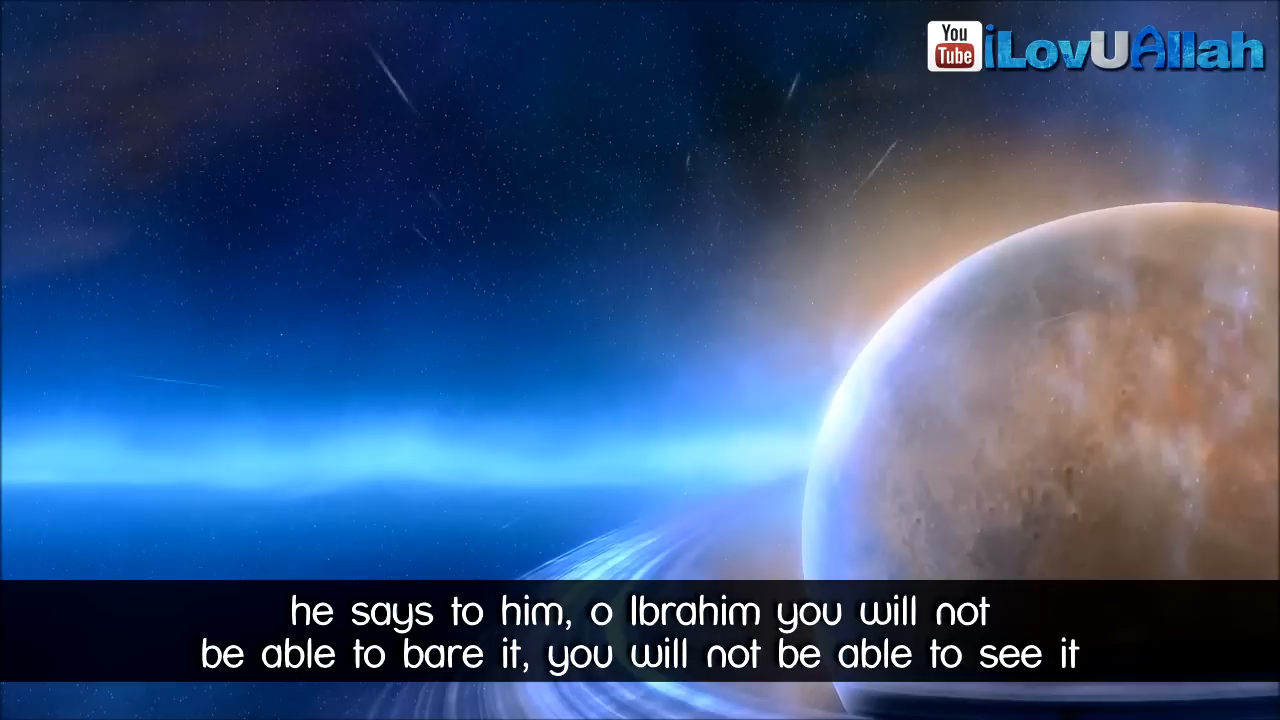 You
Tube
iLovUAllah
he says to him, o Ibrahim you will not
be able to bare it, you will not be able to see it